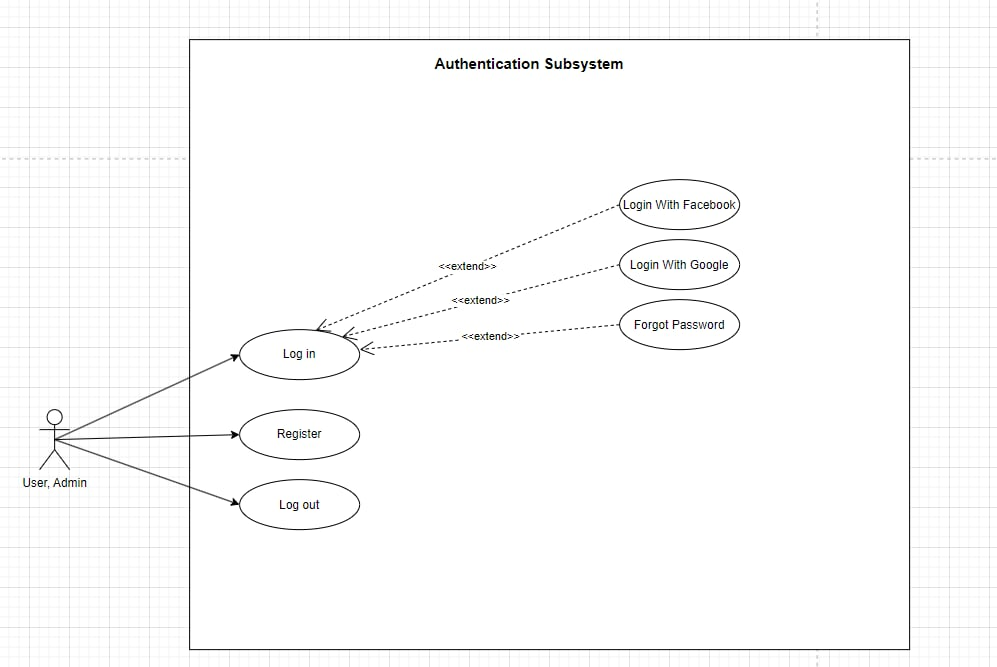 Authentication Subsystem
Login With Facebook
<<extend>>
Login With Google
<<extend>>
Forgot Password
<<extend>>
Log in
Register
User, Admin
Log out